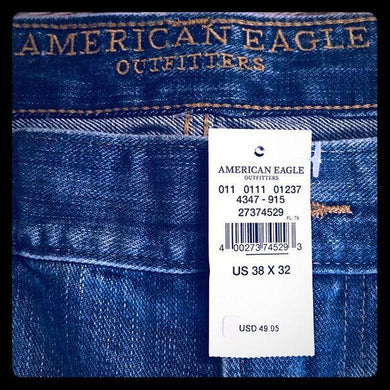 AMERICAN EAGLE
OUTFITTERS
AMERICAN EAGLE
OUTFITTERS
011 0111 01237
4347 - 915
27374529
FL_79
4 00273 74529 3
US 38 X 32
USD 49.95